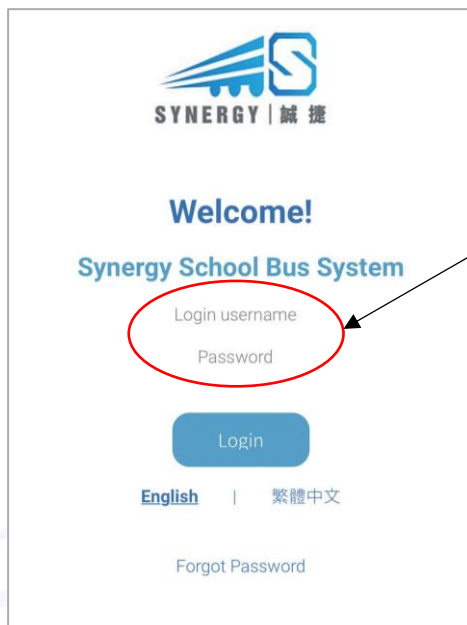 SYNERGY | 誠 捷
Welcome!
Synergy School Bus System
Login username
Password
Login
English | 繁體中文
Forgot Password